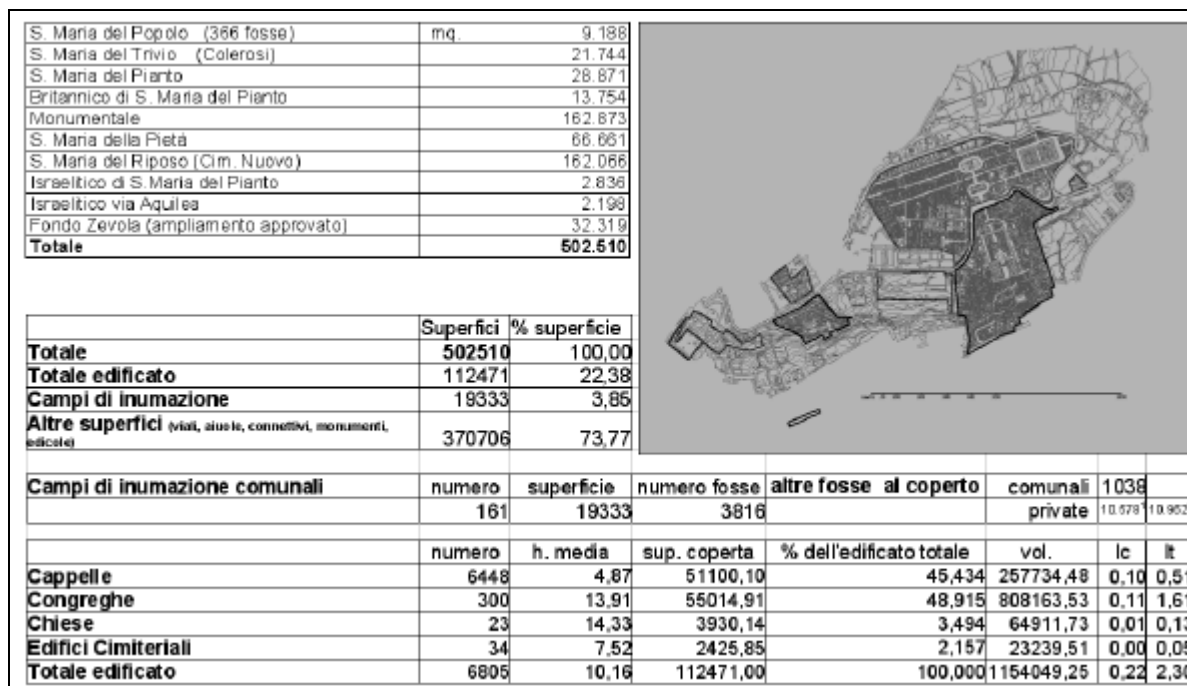 S. Maria del Popolo (366 fosse) mq. 9.188
S. Maria del Trivio (Colerosi) 21.744
S. Maria del Pianto 28.871
Britannico di S. Maria del Pianto 13.754
Monumentale 162.873
S. Maria della Pietà 66.661
S. Maria del Riposo (Cim. Nuovo) 162.066
Israelitico di S.Maria del Pianto 2.836
Israelitico via Aquilea 2.198
Fondo Zevola (ampliamento approvato) 32.319
Totale 502.510
Superfici % superficie
Totale 502510 100,00
Totale edificato 112471 22,38
Campi di inumazione 19333 3,85
Altre superfici (viali, aiuole, connettivi, monumenti,
edicole) 370706 73,77
Campi di inumazione comunali numero superficie numero fosse altre fosse al coperto comunali 1038
161 19333 3816 private
numero h. media sup. coperta % dell'edificato totale vol. Ic It
Cappelle 6448 4,87 51100,10 45,434 257734,48 0,10 0,51
Congreghe 300 13,91 55014,91 48,915 808163,53 0,11 1,61
Chiese 23 14,33 3930,14 3,494 64911,73 0,01 0,13
Edifici Cimiteriali 34 7,52 2425,85 2,157 23239,51 0,00 0,05
Totale edificato 6805 10,16 112471,00 100,000 1154049,25 0,22 2,30